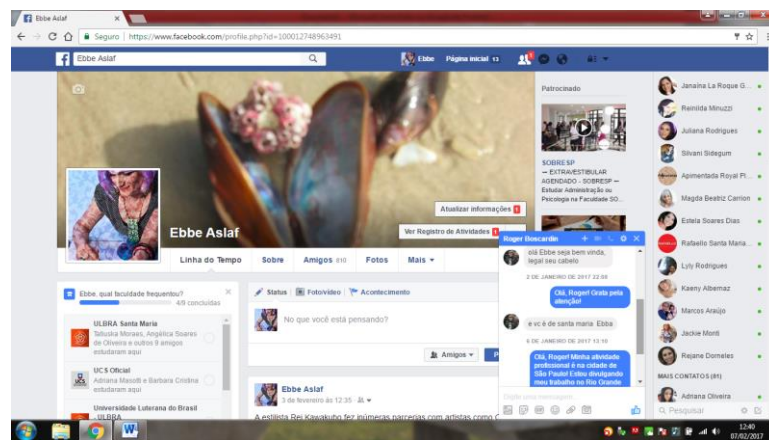 Ebbe Aslaf
Seguro | https://www.facebook.com/profile.php?id=100012748963491
Ebbe Aslaf
Ebbe
Página inicial 13
Atualizar informações 1
Ver Registro de Atividades 1
Ebbe Aslaf
Linha do Tempo
Sobre
Amigos 810
Fotos
Mais
Ebbe, qual faculdade frequentou?
4/8 concluídas
ULBRA Santa Maria
Tatiuska Moraes, Angélica Soares
de Oliveira e outros 9 amigos
estudaram aqui
UCS Oficial
Adriana Masotti e Barbara Cristina
estudaram aqui
Universidade Luterana do Brasil
- ULBRA
Status
Foto/vídeo
Acontecimento
No que você está pensando?
Amigos
P
Ebbe Aslaf
3 de fevereiro às 12:35
A estilista Rei Kawakubo fez inúmeras parcerias com artistas como C
Patrocinado
SOBRESP
-- EXTRAVESTIBULAR
AGENDADO - SOBRESP --
Estudar Administração ou
Psicologia na Faculdade SO...
Roger Boscardin
olá Ebbe seja bem vinda,
legal seu cabelo
2 DE JANEIRO DE 2017 22:08
Olá, Roger! Grata pela
atenção!
e vc é de santa maria Ebba
6 DE JANEIRO DE 2017 13:10
Olá, Roger! Minha atividade
profissional é na cidade de
São Paulo! Estou divulgando
meu trabalho no Rio Grande
Digite uma mensagem...
Janaína La Roque G...
Reinilda Minuzzi
Juliana Rodrigues
Silvani Sidegum
Apimentada Royal Pl...
Magda Beatriz Carrion
Estela Soares Dias
Rafaello Santa Maria...
Lyly Rodrigues
Kaeny Albernaz
Marcos Araújo
Jackie Monti
Rejane Dorneles
MAIS CONTATOS (81)
Adriana Oliveira
Pesquisar
12:40
07/02/2017